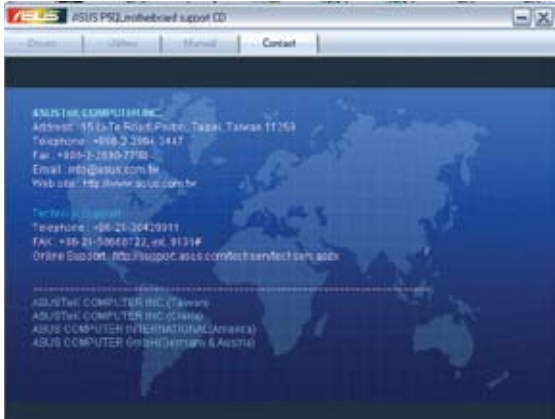 ASUS P5QLmotherboard support CD
Drivers Utilities Manual Contact
ASUSTeK COMPUTER INC.
Address : 15 Li-Te Road, Peitou, Taipei, Taiwan 11259
Telephone : +886-2-2894-3447
Fax : +886-2-2890-7798
Email : info@asus.com.tw
Web site : http://www.asus.com.tw
Technical Support
Telephone : +86-21-38429911
FAX : +86-21-58668722, ext. 9101#
Online Support : http://support.asus.com/techserv/techserv.aspx
ASUSTeK COMPUTER INC.(Taiwan)
ASUSTeK COMPUTER INC.(China)
ASUS COMPUTER INTERNATIONAL(America)
ASUS COMPUTER GmbH(Germany & Austria)